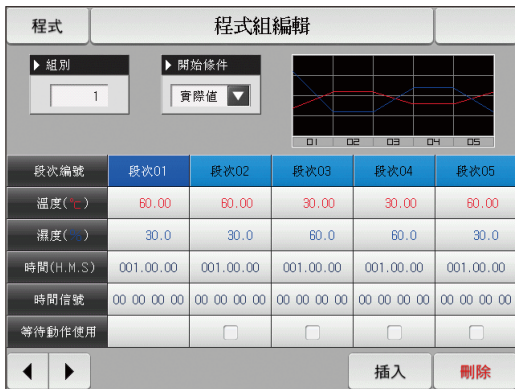 程式 程式組編輯
▶ 組別 ▶ 開始條件
1 實際值 ▼
01 02 03 04 05
段次編號 段次01 段次02 段次03 段次04 段次05
溫度(℃) 60.00 60.00 30.00 30.00 60.00
濕度(%) 30.0 30.0 60.0 60.0 30.0
時間(H.M.S) 001.00.00 001.00.00 001.00.00 001.00.00 001.00.00
時間信號 00 00 00 00 00 00 00 00 00 00 00 00 00 00 00 00 00 00 00 00
等待動作使用
插入 刪除